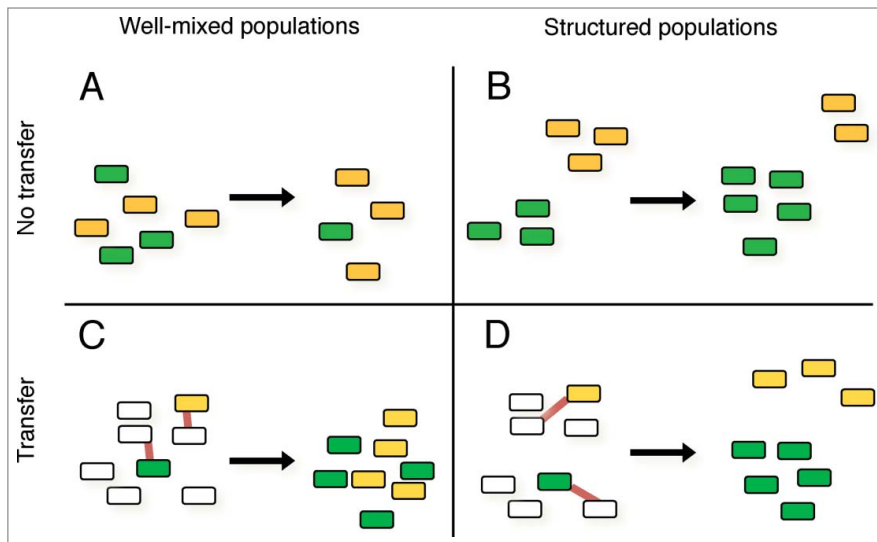 Well-mixed populations
Structured populations
No transfer
A
B
Transfer
C
D